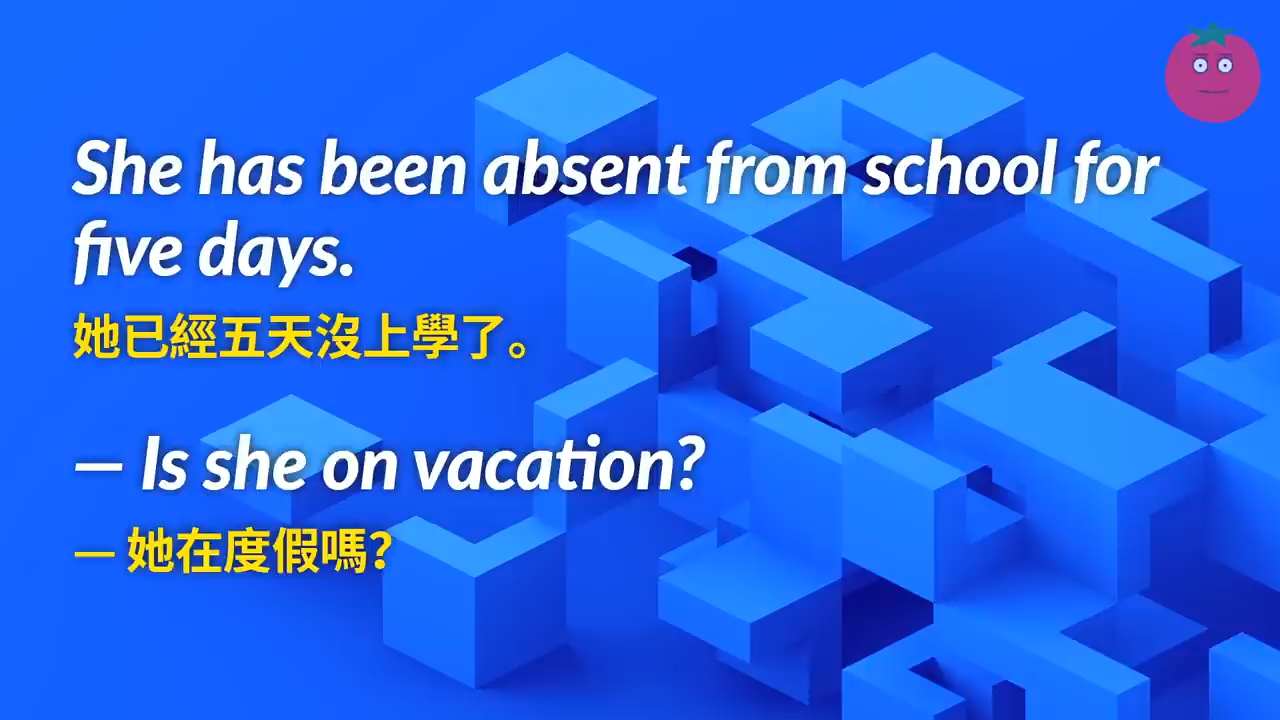 She has been absent from school for
five days.
她已經五天沒上學了。
— Is she on vacation?
— 她在度假嗎？